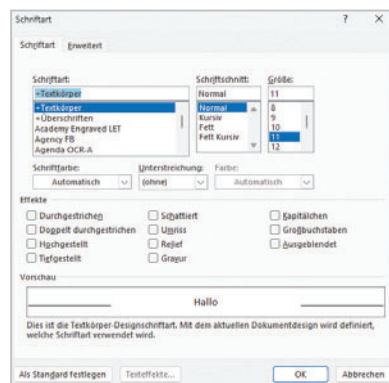 Schriftart ? X
Schriftart Erweitert
Schriftart: Schriftschnitt: Größe:
+Textkörper Normal 11
+Textkörper Normal 8
+Überschriften Kursiv 9
Academy Engraved LET Fett 10
Agency FB Fett Kursiv 11
Agenda OCR-A 12
Schriftfarbe: Unterstreichung: Farbe:
Automatisch (ohne) Automatisch
Effekte
Durchgestrichen Schattiert Kapitälchen
Doppelt durchgestrichen Umriss Großbuchstaben
Hochgestellt Relief Ausgeblendet
Tiefgestellt Gravur
Vorschau
Hallo
Dies ist die Textkörper-Designschriftart. Mit dem aktuellen Dokumentdesign wird definiert,
welche Schriftart verwendet wird.
Als Standard festlegen Texteffekte... OK Abbrechen